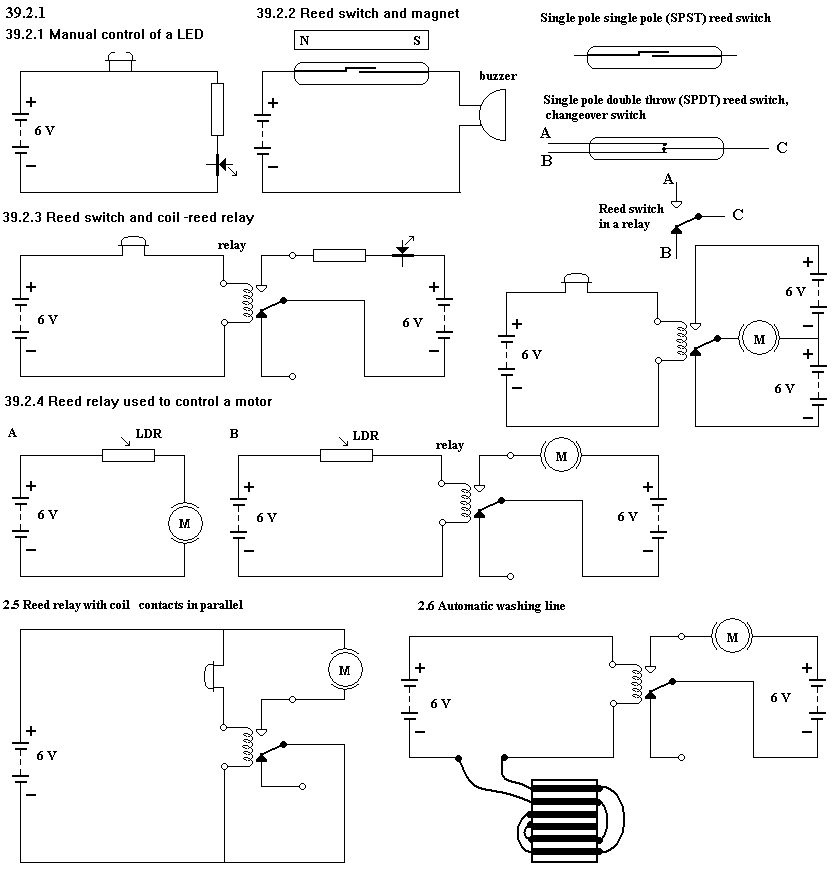 39.2.1
39.2.1 Manual control of a LED
+
6 V
−
39.2.2 Reed switch and magnet
N S
buzzer
+
6 V
−
Single pole single pole (SPST) reed switch
Single pole double throw (SPDT) reed switch,
changeover switch
A
B
C
A
Reed switch
in a relay
C
B
39.2.3 Reed switch and coil -reed relay
relay
+
6 V
−
+
6 V
−
+
6 V
−
M
+
6 V
−
+
6 V
−
39.2.4 Reed relay used to control a motor
A
LDR
+
6 V
−
M
B
LDR
relay
+
6 V
−
M
+
6 V
−
2.5 Reed relay with coil contacts in parallel
M
+
6 V
−
2.6 Automatic washing line
M
+
6 V
−
+
6 V
−